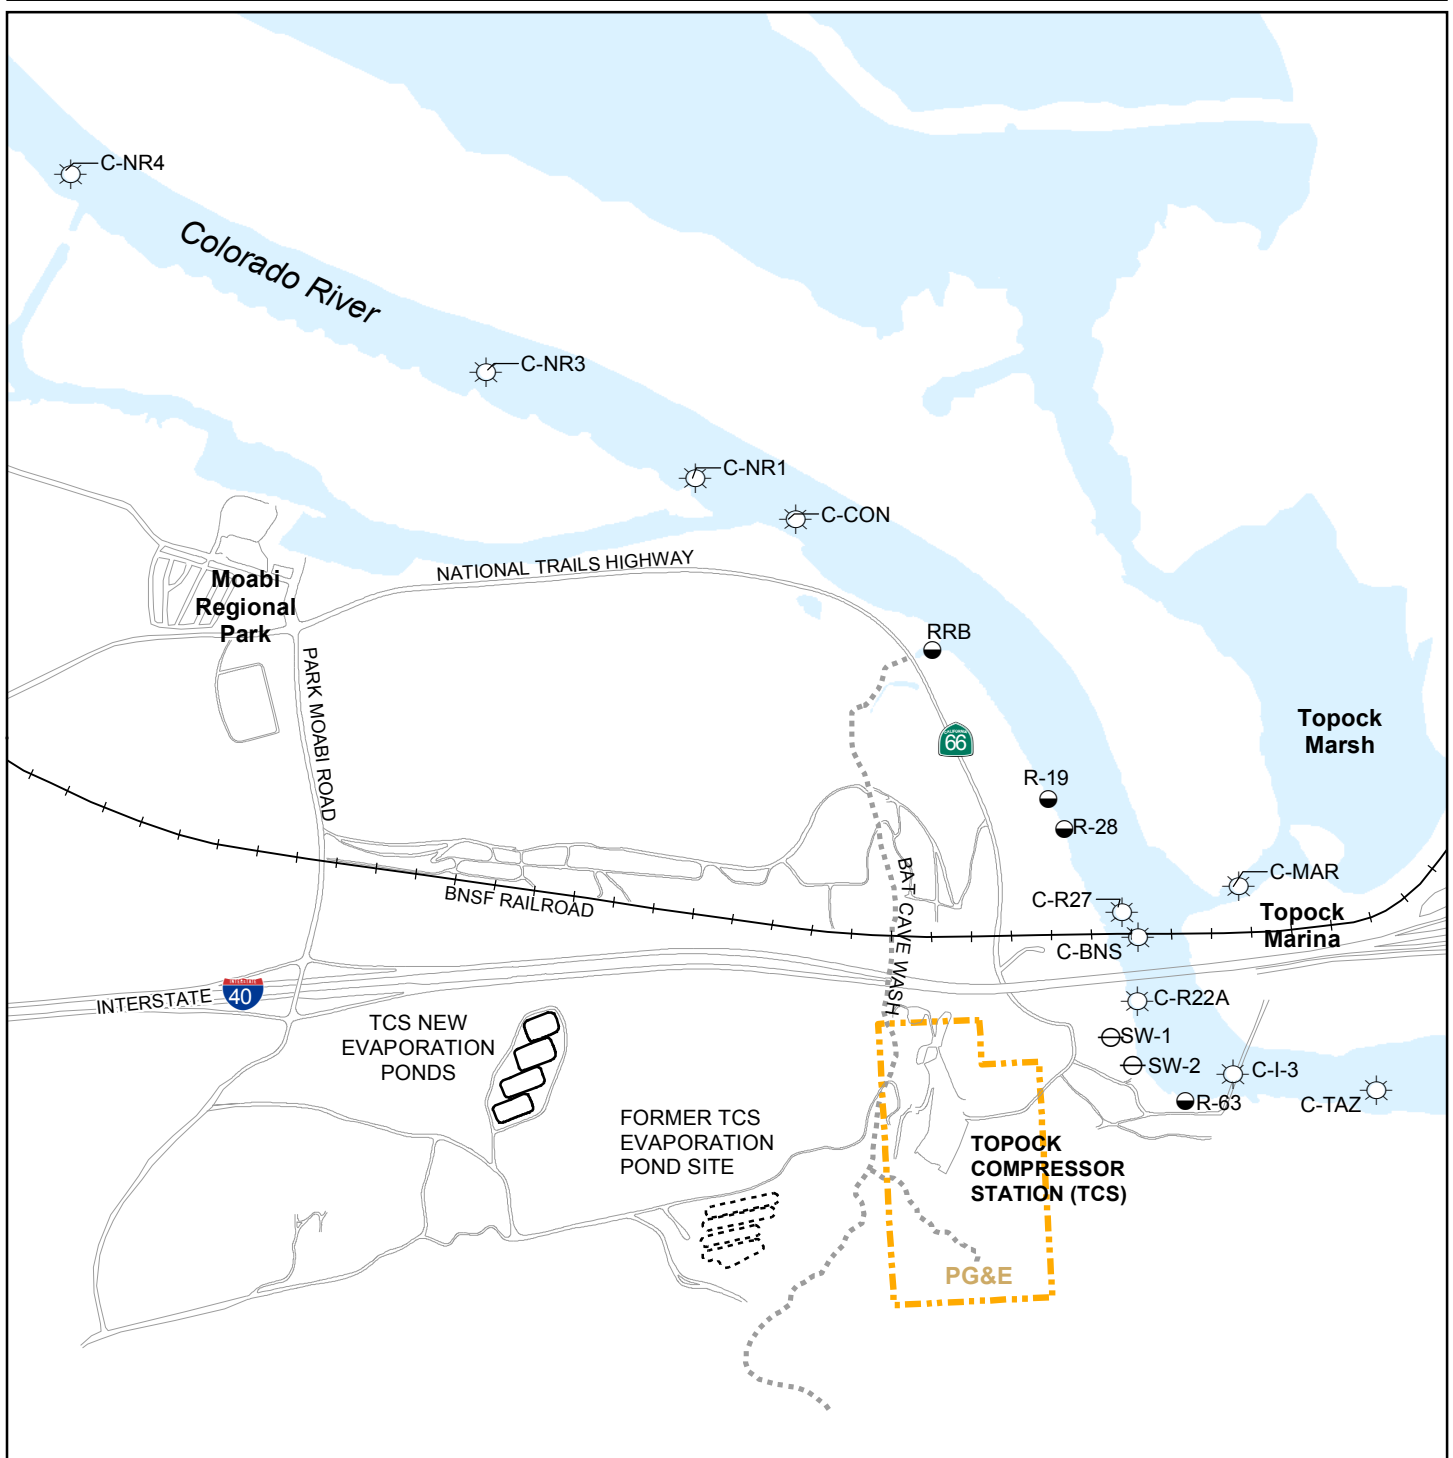 C-NR4
Colorado River
C-NR3
C-NR1
C-CON
NATIONAL TRAILS HIGHWAY
Moabi
Regional
Park
RRB
PARK MOABI ROAD
CALIFORNIA
66
Topock
Marsh
R-19
R-28
C-MAR
C-R27
Topock
Marina
BNSF RAILROAD
BAT CAVE WASH
C-BNS
INTERSTATE
40
C-R22A
TCS NEW
EVAPORATION
PONDS
SW-1
SW-2
C-I-3
R-63
C-TAZ
FORMER TCS
EVAPORATION
POND SITE
TOPOCK
COMPRESSOR
STATION (TCS)
PG&E